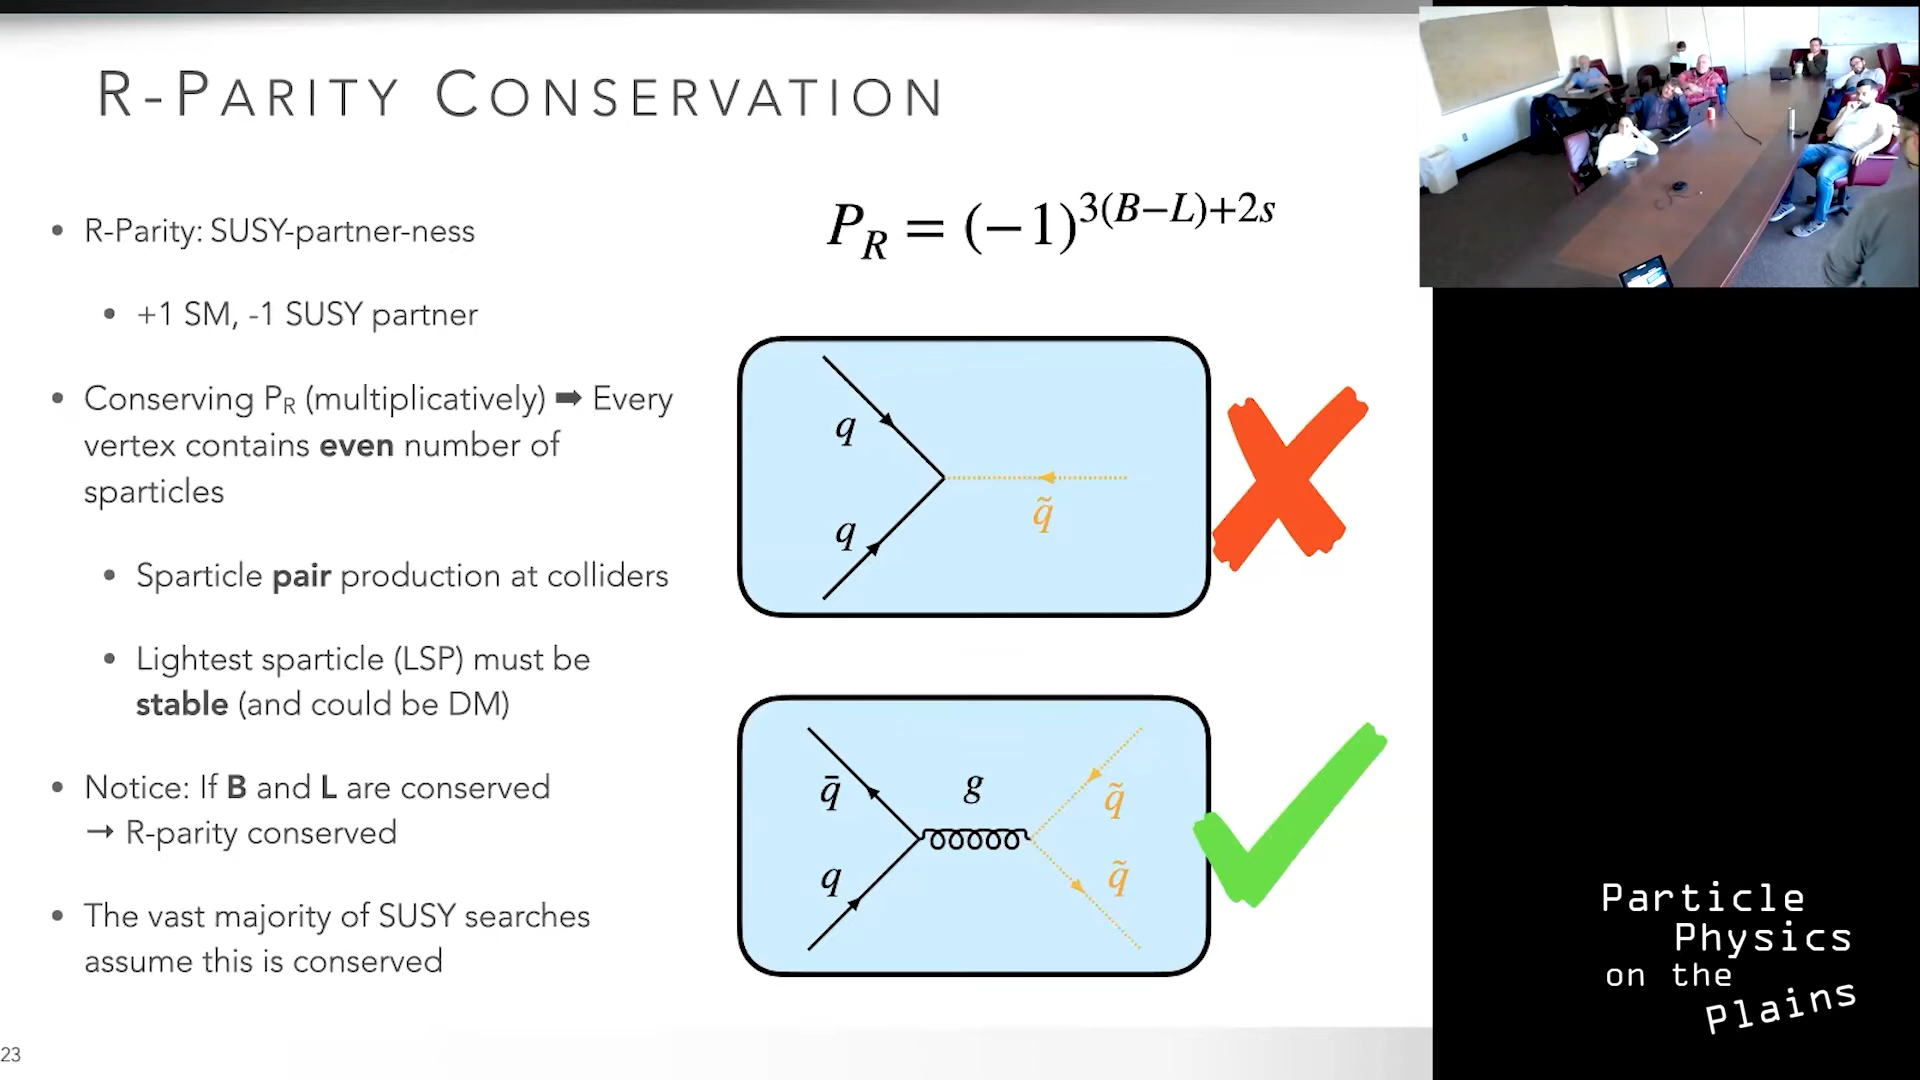 R-PARITY CONSERVATION
• R-Parity: SUSY-partner-ness
• +1 SM, -1 SUSY partner
• Conserving P_R (multiplicatively) ➡ Every
vertex contains even number of
sparticles
• Sparticle pair production at colliders
• Lightest sparticle (LSP) must be
stable (and could be DM)
• Notice: If B and L are conserved
→ R-parity conserved
• The vast majority of SUSY searches
assume this is conserved
P_R = (−1)^{3(B−L)+2s}
q
q̃
q
q̄
g
q̃
q
q̃
23
Particle
Physics
on the
Plains